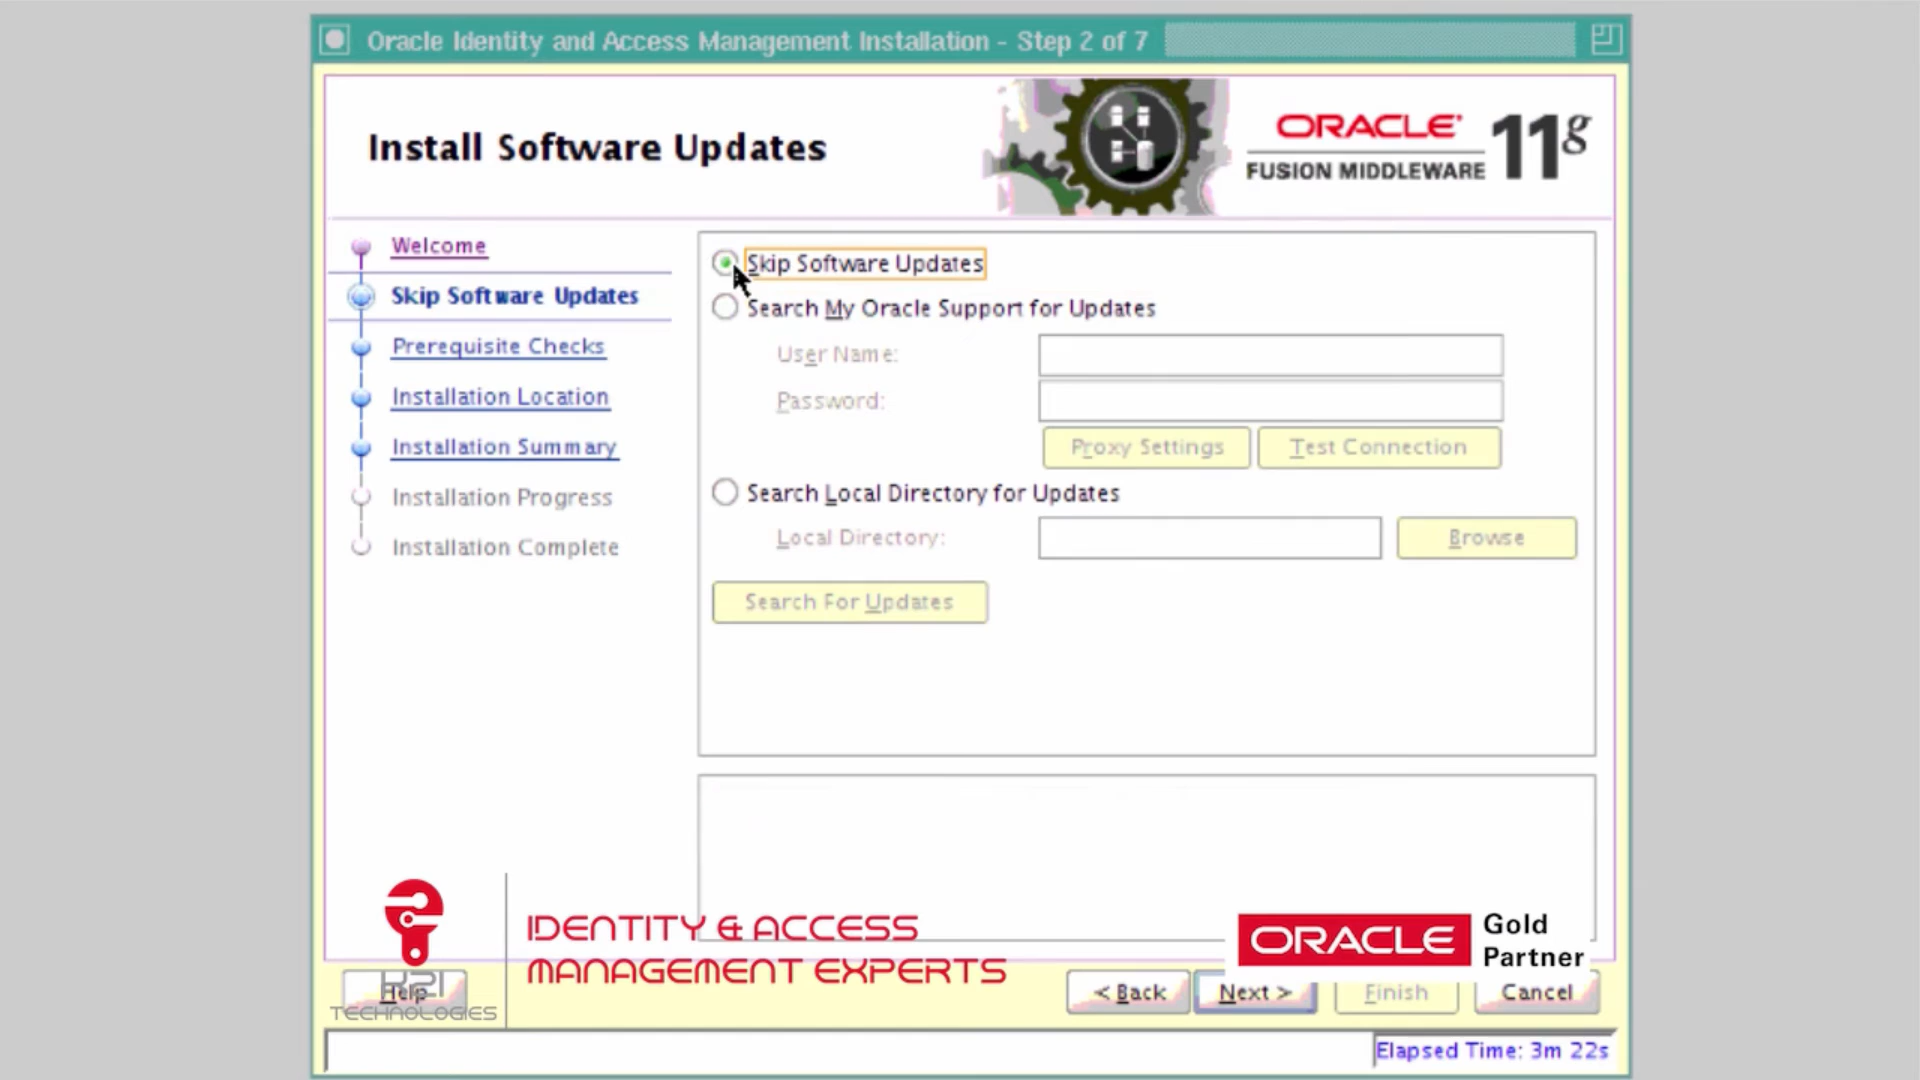 Oracle Identity and Access Management Installation - Step 2 of 7
Install Software Updates
ORACLE
FUSION MIDDLEWARE 11g
Welcome
Skip Software Updates
Prerequisite Checks
Installation Location
Installation Summary
Installation Progress
Installation Complete
Skip Software Updates
Search My Oracle Support for Updates
User Name:
Password:
Proxy Settings
Test Connection
Search Local Directory for Updates
Local Directory:
Browse
Search For Updates
IDENTITY & ACCESS
MANAGEMENT EXPERTS
ORACLE
Gold
Partner
Help
K21
TECHNOLOGIES
< Back
Next >
Finish
Cancel
Elapsed Time: 3m 22s